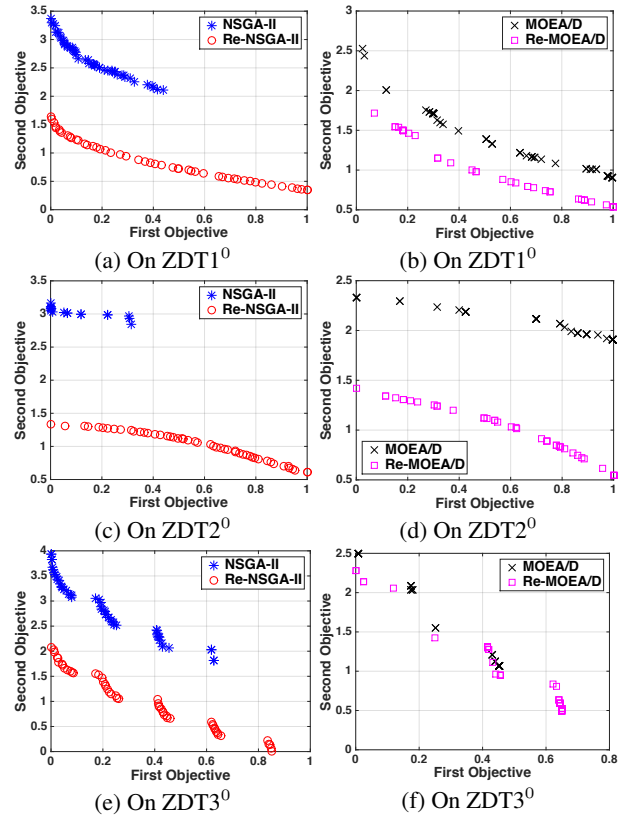 3.5
3
2.5
2
1.5
1
0.5
0
0
0.2
0.4
0.6
0.8
1
Second Objective
First Objective
NSGA-II
Re-NSGA-II
(a) On ZDT1⁰
3
2.5
2
1.5
1
0.5
0
0.2
0.4
0.6
0.8
1
Second Objective
First Objective
MOEA/D
Re-MOEA/D
(b) On ZDT1⁰
3.5
3
2.5
2
1.5
1
0.5
0
0.2
0.4
0.6
0.8
1
Second Objective
First Objective
NSGA-II
Re-NSGA-II
(c) On ZDT2⁰
2.5
2
1.5
1
0.5
0
0.2
0.4
0.6
0.8
1
Second Objective
First Objective
MOEA/D
Re-MOEA/D
(d) On ZDT2⁰
4
3.5
3
2.5
2
1.5
1
0.5
0
0
0.2
0.4
0.6
0.8
1
Second Objective
First Objective
NSGA-II
Re-NSGA-II
(e) On ZDT3⁰
2.5
2
1.5
1
0.5
0
0
0.2
0.4
0.6
0.8
Second Objective
First Objective
MOEA/D
Re-MOEA/D
(f) On ZDT3⁰